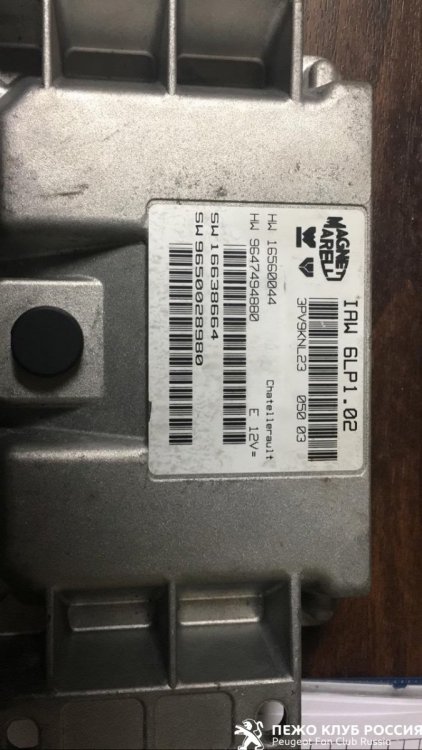 MAGNETI
MARELLI
IAW 6LP1.02
3PV9KNL23 050 03
HW 16560044 Chatellerault
HW 9647494880 E 12V=
SW 16638664
SW 9650028980
ПЕЖО КЛУБ РОССИЯ
Peugeot Fan Club Russia